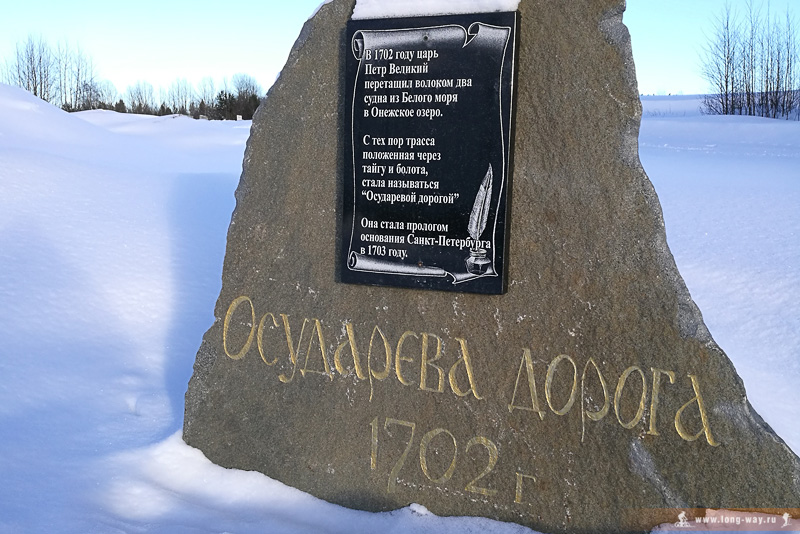 В 1702 году царь
Петр Великий
перетащил волоком два
судна из Белого моря
в Онежское озеро.
С тех пор трасса
положенная через
тайгу и болота,
стала называться
“Осударевой дорогой”
Она стала прологом
основания Санкт-Петербурга
в 1703 году.
Осударева дорога
1702 г
www.long-way.ru